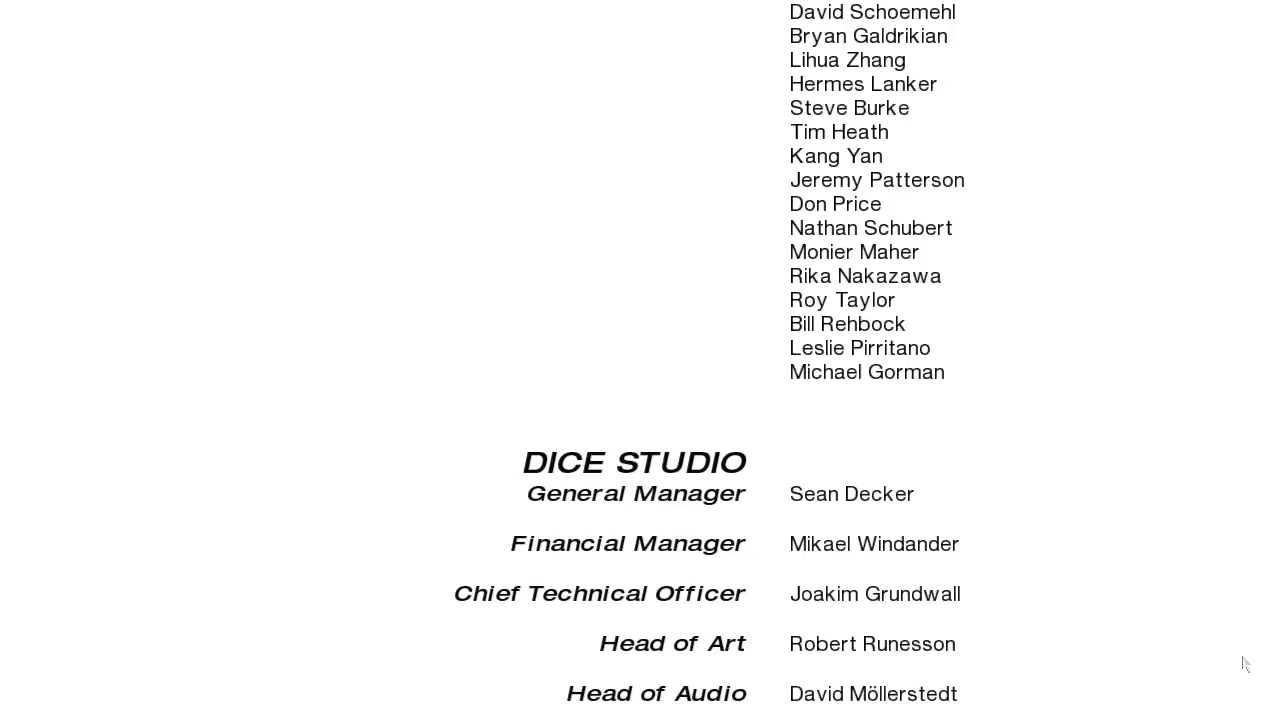 David Schoemehl
Bryan Galdrikian
Lihua Zhang
Hermes Lanker
Steve Burke
Tim Heath
Kang Yan
Jeremy Patterson
Don Price
Nathan Schubert
Monier Maher
Rika Nakazawa
Roy Taylor
Bill Rehbock
Leslie Pirritano
Michael Gorman
DICE STUDIO
General Manager Sean Decker
Financial Manager Mikael Windander
Chief Technical Officer Joakim Grundwall
Head of Art Robert Runesson
Head of Audio David Möllerstedt